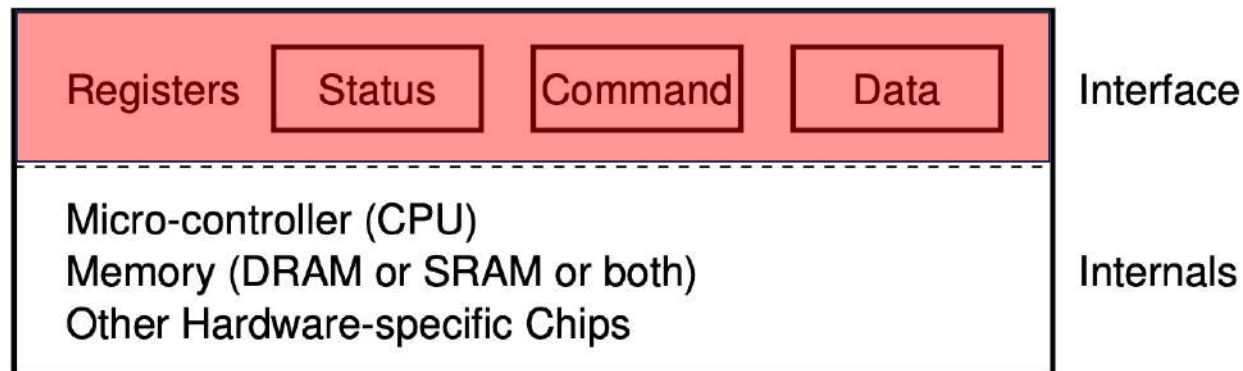 Registers Status Command Data Interface
Micro-controller (CPU)
Memory (DRAM or SRAM or both) Internals
Other Hardware-specific Chips